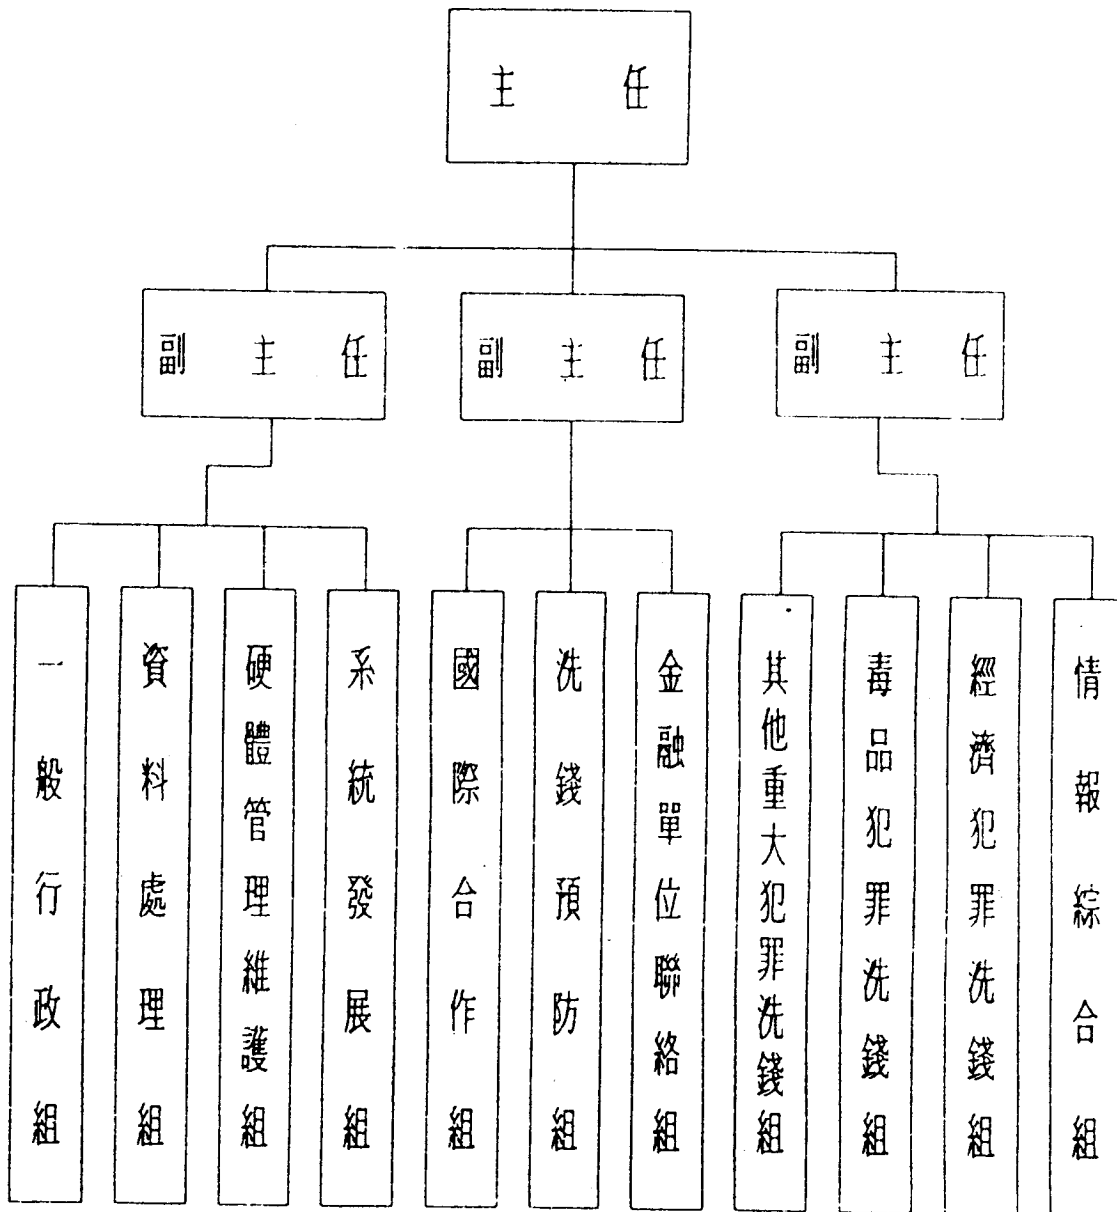 主任
副主任
副主任
副主任
一般行政組
資料處理組
硬體管理維護組
系統發展組
國際合作組
洗錢預防組
金融單位聯絡組
其他重大犯罪洗錢組
毒品犯罪洗錢組
經濟犯罪洗錢組
情報綜合組